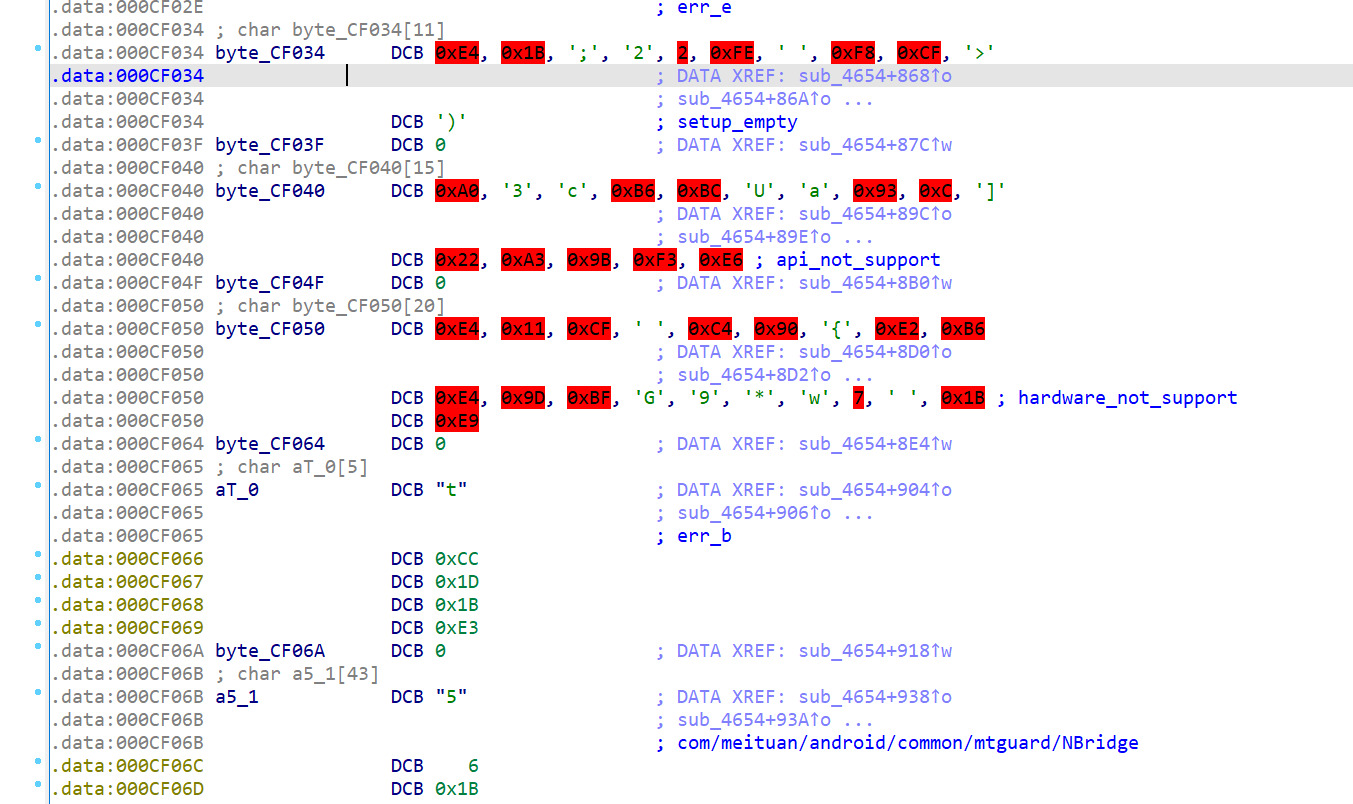 .data:000CF02E ; err_e
.data:000CF034 ; char byte_CF034[11]
.data:000CF034 byte_CF034 DCB 0xE4, 0x1B, ';', '2', 2, 0xFE, ' ', 0xF8, 0xCF, '>'
.data:000CF034 ; DATA XREF: sub_4654+868↑o
.data:000CF034 ; sub_4654+86A↑o ...
.data:000CF034 DCB ')' ; setup_empty
.data:000CF03F byte_CF03F DCB 0 ; DATA XREF: sub_4654+87C↑w
.data:000CF040 ; char byte_CF040[15]
.data:000CF040 byte_CF040 DCB 0xA0, '3', 'c', 0xB6, 0xBC, 'U', 'a', 0x93, 0xC, ']'
.data:000CF040 ; DATA XREF: sub_4654+89C↑o
.data:000CF040 ; sub_4654+89E↑o ...
.data:000CF040 DCB 0x22, 0xA3, 0x9B, 0xF3, 0xE6 ; api_not_support
.data:000CF04F byte_CF04F DCB 0 ; DATA XREF: sub_4654+8B0↑w
.data:000CF050 ; char byte_CF050[20]
.data:000CF050 byte_CF050 DCB 0xE4, 0x11, 0xCF, ' ', 0xC4, 0x90, '{', 0xE2, 0xB6
.data:000CF050 ; DATA XREF: sub_4654+8D0↑o
.data:000CF050 ; sub_4654+8D2↑o ...
.data:000CF050 DCB 0xE4, 0x9D, 0xBF, 'G', '9', '*', 'w', 7, ' ', 0x1B ; hardware_not_support
.data:000CF050 DCB 0xE9
.data:000CF064 byte_CF064 DCB 0 ; DATA XREF: sub_4654+8E4↑w
.data:000CF065 ; char aT_0[5]
.data:000CF065 aT_0 DCB "t" ; DATA XREF: sub_4654+904↑o
.data:000CF065 ; sub_4654+906↑o ...
.data:000CF065 ; err_b
.data:000CF066 DCB 0xCC
.data:000CF067 DCB 0x1D
.data:000CF068 DCB 0x1B
.data:000CF069 DCB 0xE3
.data:000CF06A byte_CF06A DCB 0 ; DATA XREF: sub_4654+918↑w
.data:000CF06B ; char a5_1[43]
.data:000CF06B a5_1 DCB "5" ; DATA XREF: sub_4654+938↑o
.data:000CF06B ; sub_4654+93A↑o ...
.data:000CF06B ; com/meituan/android/common/mtguard/NBridge
.data:000CF06C DCB 6
.data:000CF06D DCB 0x1B